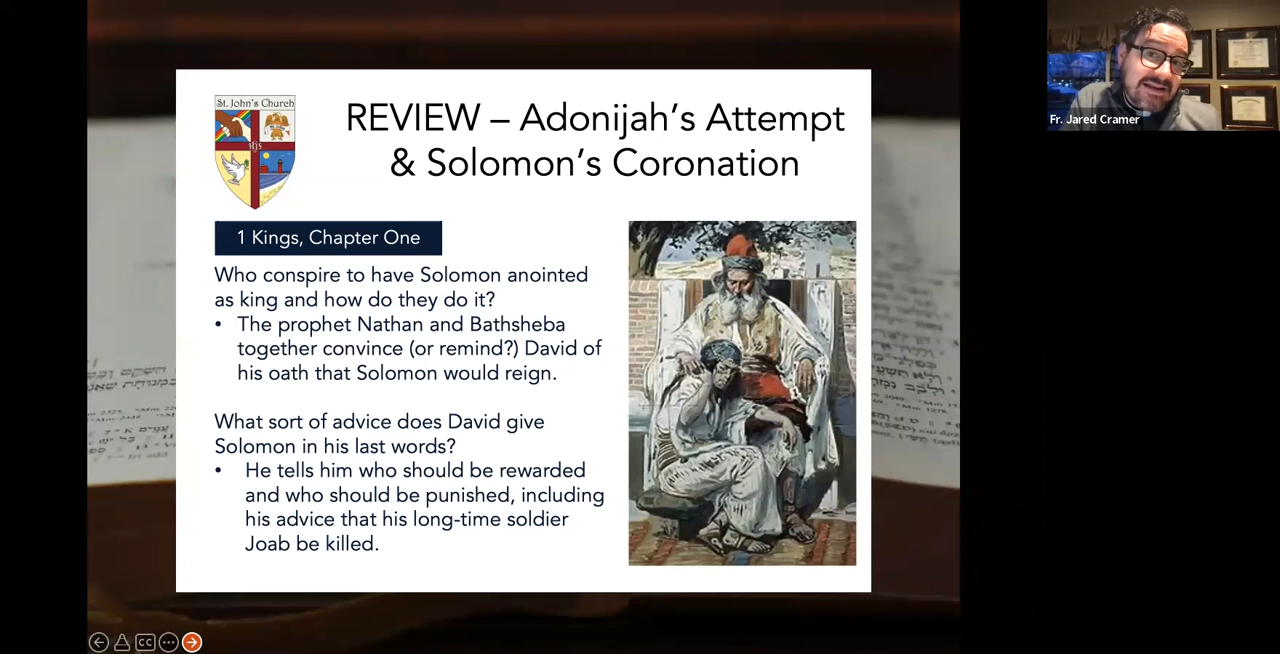 St. John's Church
REVIEW – Adonijah's Attempt
& Solomon's Coronation
1 Kings, Chapter One
Who conspire to have Solomon anointed
as king and how do they do it?
• The prophet Nathan and Bathsheba
together convince (or remind?) David of
his oath that Solomon would reign.
What sort of advice does David give
Solomon in his last words?
• He tells him who should be rewarded
and who should be punished, including
his advice that his long-time soldier
Joab be killed.
Fr. Jared Cramer
CC